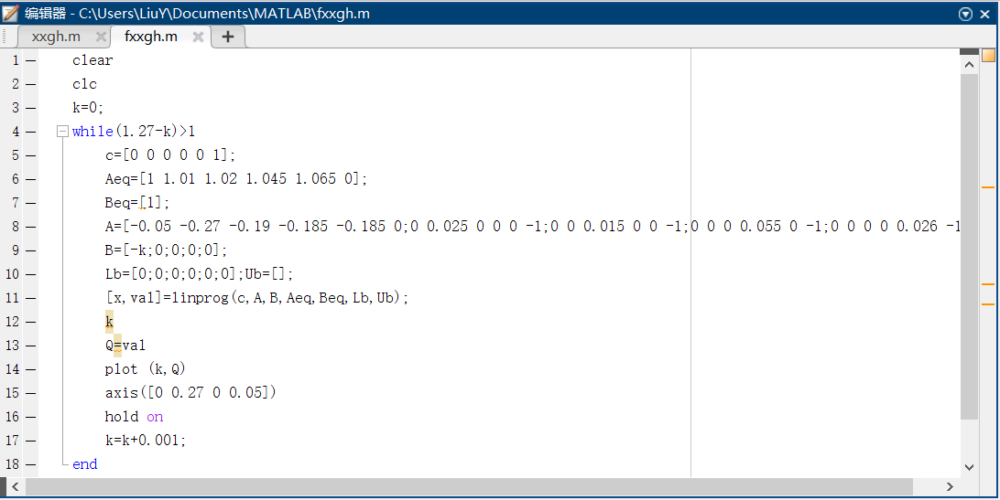 编辑器 - C:\Users\LiuY\Documents\MATLAB\fxxgh.m
xxgh.m fxxgh.m
1 clear
2 clc
3 k=0;
4 while(1.27-k)>1
5 c=[0 0 0 0 0 1];
6 Aeq=[1 1.01 1.02 1.045 1.065 0];
7 Beq=[1];
8 A=[-0.05 -0.27 -0.19 -0.185 -0.185 0;0 0.025 0 0 0 -1;0 0 0.015 0 0 -1;0 0 0 0.055 0 -1;0 0 0 0 0.026 -1
9 B=[-k;0;0;0;0];
10 Lb=[0;0;0;0;0;0];Ub=[];
11 [x,val]=linprog(c,A,B,Aeq,Beq,Lb,Ub);
12 k
13 Q=val
14 plot (k,Q)
15 axis([0 0.27 0 0.05])
16 hold on
17 k=k+0.001;
18 end